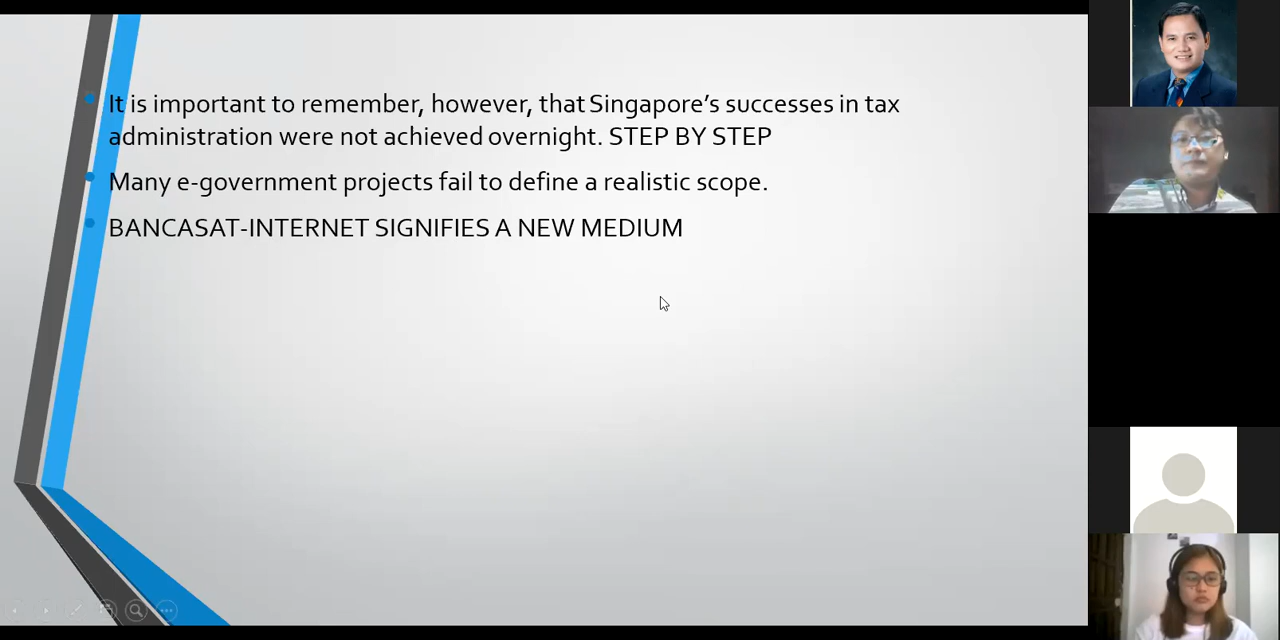 It is important to remember, however, that Singapore's successes in tax
administration were not achieved overnight. STEP BY STEP
Many e-government projects fail to define a realistic scope.
BANCASAT-INTERNET SIGNIFIES A NEW MEDIUM